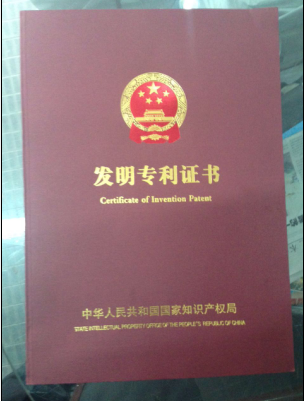 发明专利证书
Certificate of Invention Patent
中华人民共和国国家知识产权局
STATE INTELLECTUAL PROPERTY OFFICE OF THE PEOPLE'S REPUBLIC OF CHINA